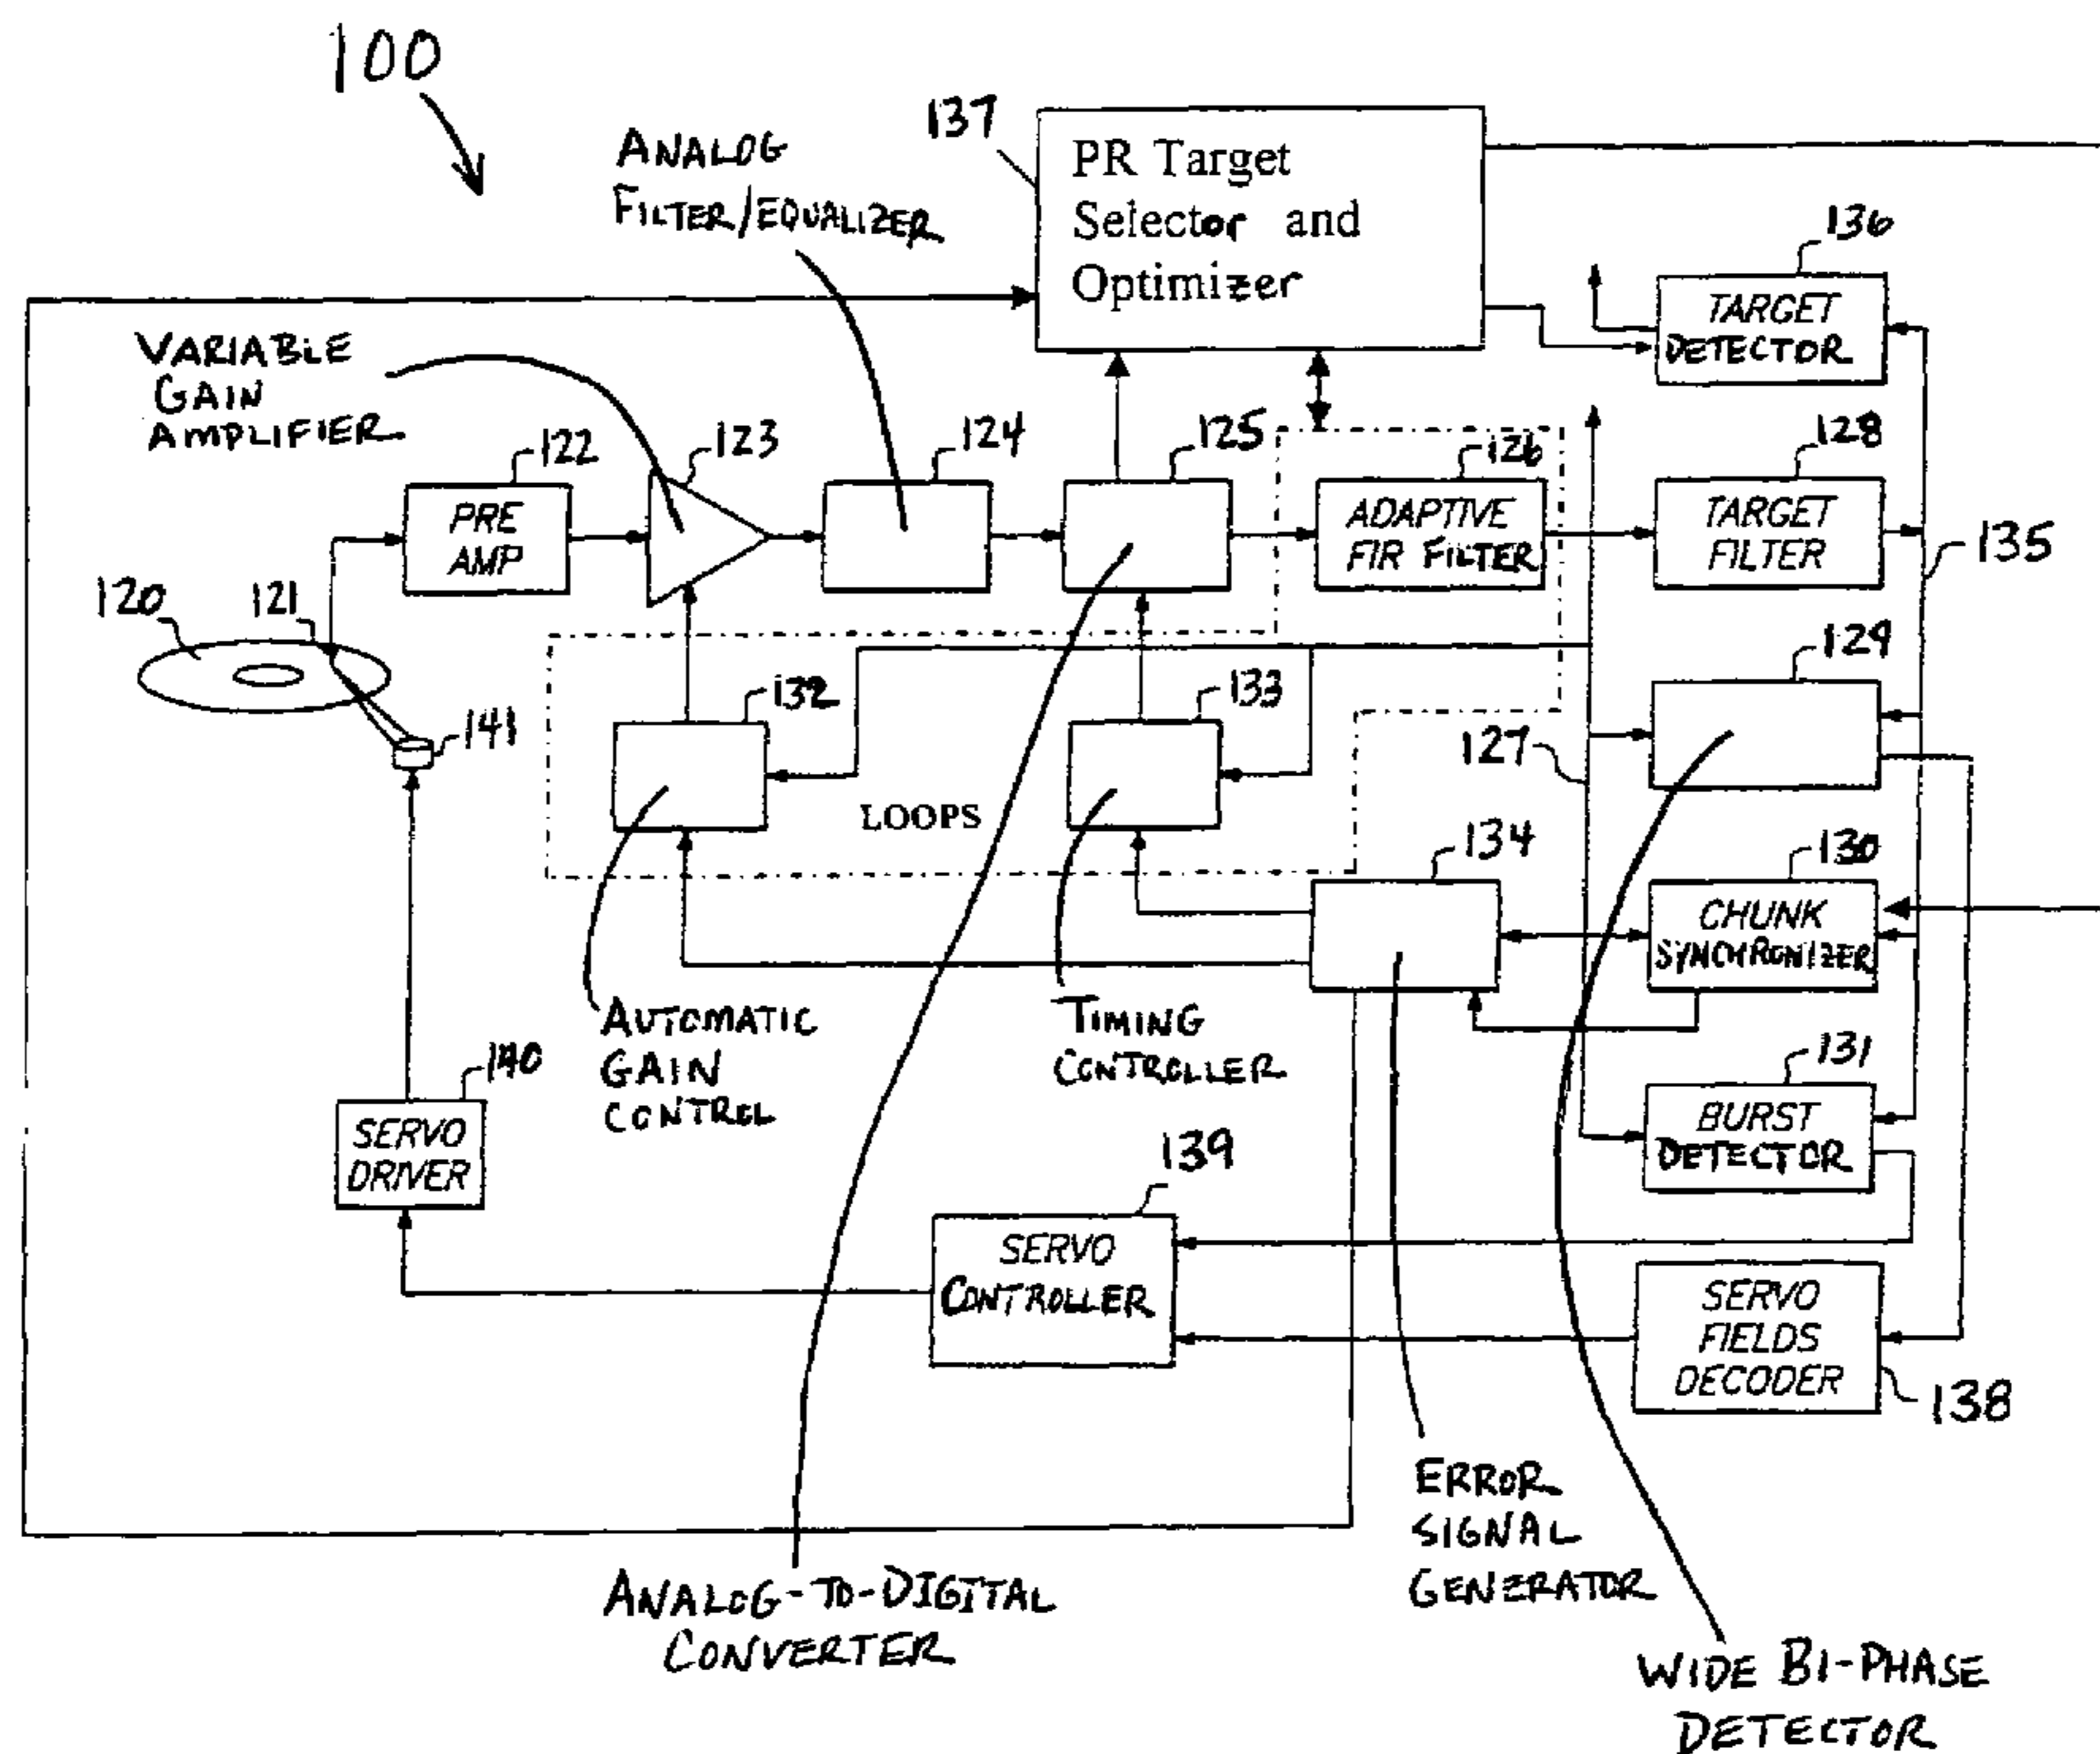 100
137
PR Target
Selector and
Optimizer
ANALOG
FILTER/EQUALIZER
136
TARGET
DETECTOR
VARIABLE
GAIN
AMPLIFIER
122
PRE
AMP
123
124
125
126
ADAPTIVE
FIR FILTER
128
TARGET
FILTER
135
120
121
129
132
133
141
127
LOOPS
134
130
CHUNK
SYNCHRONIZER
AUTOMATIC
GAIN
CONTROL
TIMING
CONTROLLER
131
BURST
DETECTOR
140
SERVO
DRIVER
139
SERVO
CONTROLLER
SERVO
FIELDS
DECODER
138
ERROR
SIGNAL
GENERATOR
ANALOG-TO-DIGITAL
CONVERTER
WIDE BI-PHASE
DETECTOR